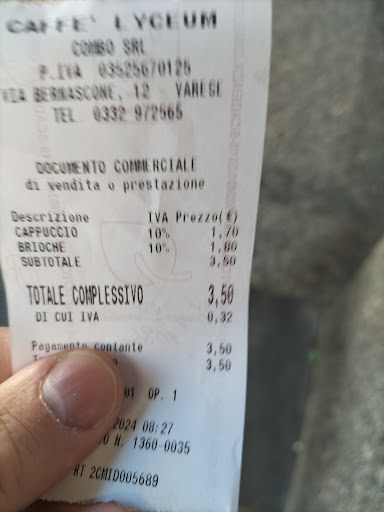 CAFFE' LYCEUM
COMBO SRL
P.IVA 03525670125
VIA BERNASCONE, 12 VARESE
TEL 0332 972565
DOCUMENTO COMMERCIALE
di vendita o prestazione
Descrizione IVA Prezzo(€)
CAPPUCCIO 10% 1,70
BRIOCHE 10% 1,80
SUBTOTALE 3,50
TOTALE COMPLESSIVO 3,50
DI CUI IVA 0,32
Pagamento contante 3,50
3,50
01 OP. 1
2024 08:27
N. 1360-0035
RT 2CMID005689